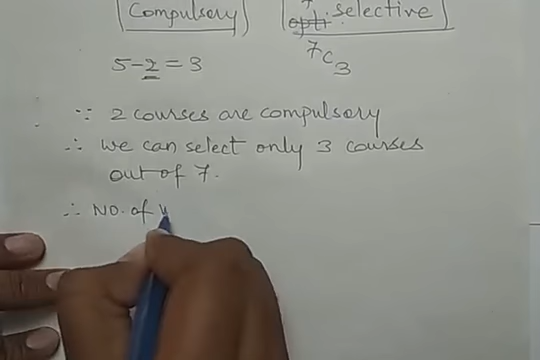 Compulsory
opti selective
5-2=3
⁷C₃
∵ 2 courses are compulsory
∴ we can select only 3 courses
out of 7.
∴ No. of